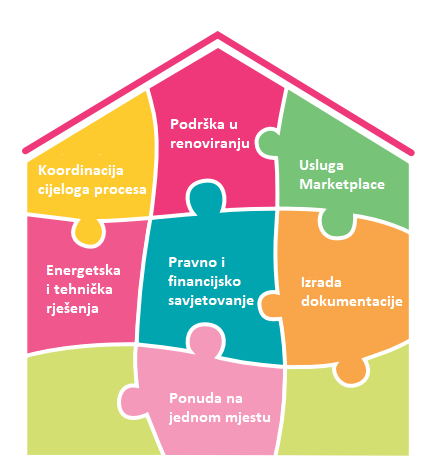 Podrška u
renoviranju
Koordinacija
cijeloga procesa
Usluga
Marketplace
Energetska
i tehnička
rješenja
Pravno i
financijsko
savjetovanje
Izrada
dokumentacije
Ponuda na
jednom mjestu